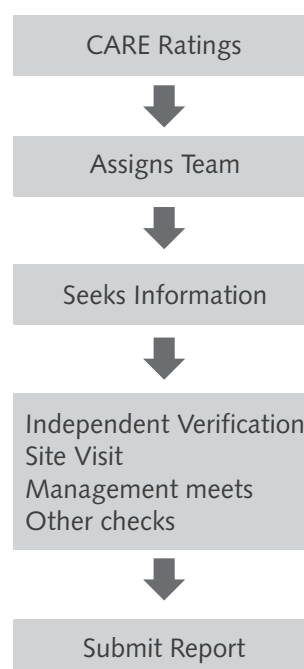 CARE Ratings
Assigns Team
Seeks Information
Independent Verification
Site Visit
Management meets
Other checks
Submit Report